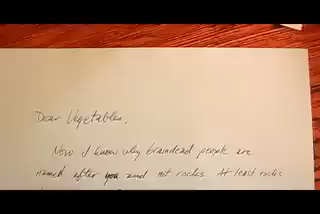 Dear Vegetables,
Now I know why braindead people are
named after you and not rocks. At least rocks